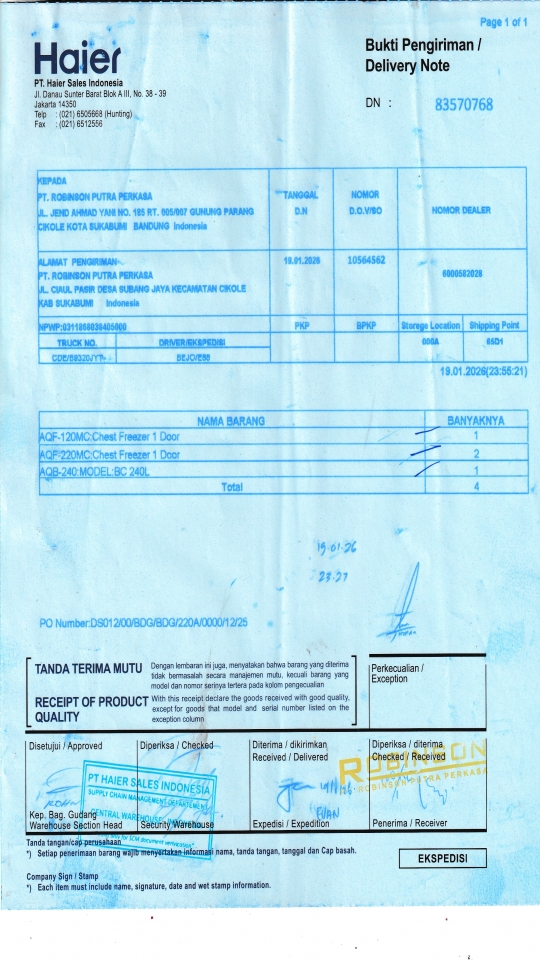 Page 1 of 1
Haier
PT. Haier Sales Indonesia
Jl. Danau Sunter Barat Blok A III, No. 38 - 39
Jakarta 14350
Telp : (021) 6505668 (Hunting)
Fax : (021) 6512556
Bukti Pengiriman /
Delivery Note
DN : 83570768
KEPADA
PT. ROBINSON PUTRA PERKASA
JL. JEND AHMAD YANI NO. 185 RT. 005/007 GUNUNG PARANG
CIKOLE KOTA SUKABUMI BANDUNG Indonesia
TANGGAL
D.N
NOMOR
D.O.V/SO
NOMOR DEALER
ALAMAT PENGIRIMAN
PT. ROBINSON PUTRA PERKASA
JL. CIAUL PASIR DESA SUBANG JAYA KECAMATAN CIKOLE
KAB SUKABUMI Indonesia
19.01.2026
10564562
6000582028
NPWP:0311868038405000
PKP
BPKP
Storege Location
Shipping Point
TRUCK NO.
DRIVER/EKSPEDISI
000A
65D1
CDE/B9320JYT
BEJO/E88
19.01.2026(23:55:21)
NAMA BARANG BANYAKNYA
AQF-120MC:Chest Freezer 1 Door 1
AQF-220MC:Chest Freezer 1 Door 2
AQB-240:MODEL:BC 240L 1
Total 4
19.01.26
23.27
PO Number:DS012/00/BDG/BDG/220A/0000/12/25
TANDA TERIMA MUTU
Dengan lembaran ini juga, menyatakan bahwa barang yang diterima
tidak bermasalah secara manajemen mutu, kecuali barang yang
model dan nomor serinya tertera pada kolom pengecualian
RECEIPT OF PRODUCT
QUALITY
With this receipt declare the goods received with good quality,
except for goods that model and serial number listed on the
exception column
Perkecualian /
Exception
Disetujui / Approved
Diperiksa / Checked
Diterima / dikirimkan
Received / Delivered
Diperiksa / diterima
Checked / Received
ROBINSON
PT. ROBINSON PUTRA PERKASA
PT HAIER SALES INDONESIA
SUPPLY CHAIN MANAGEMENT DEPARTEMENT
CENTRAL WAREHOUSE
Kep. Bag. Gudang
Warehouse Section Head
Security Warehouse
Expedisi / Expedition
Penerima / Receiver
Tanda tangan/cap perusahaan
*) Setiap penerimaan barang wajib menyertakan informasi nama, tanda tangan, tanggal dan Cap basah.
EKSPEDISI
Company Sign / Stamp
*) Each item must include name, signature, date and wet stamp information.